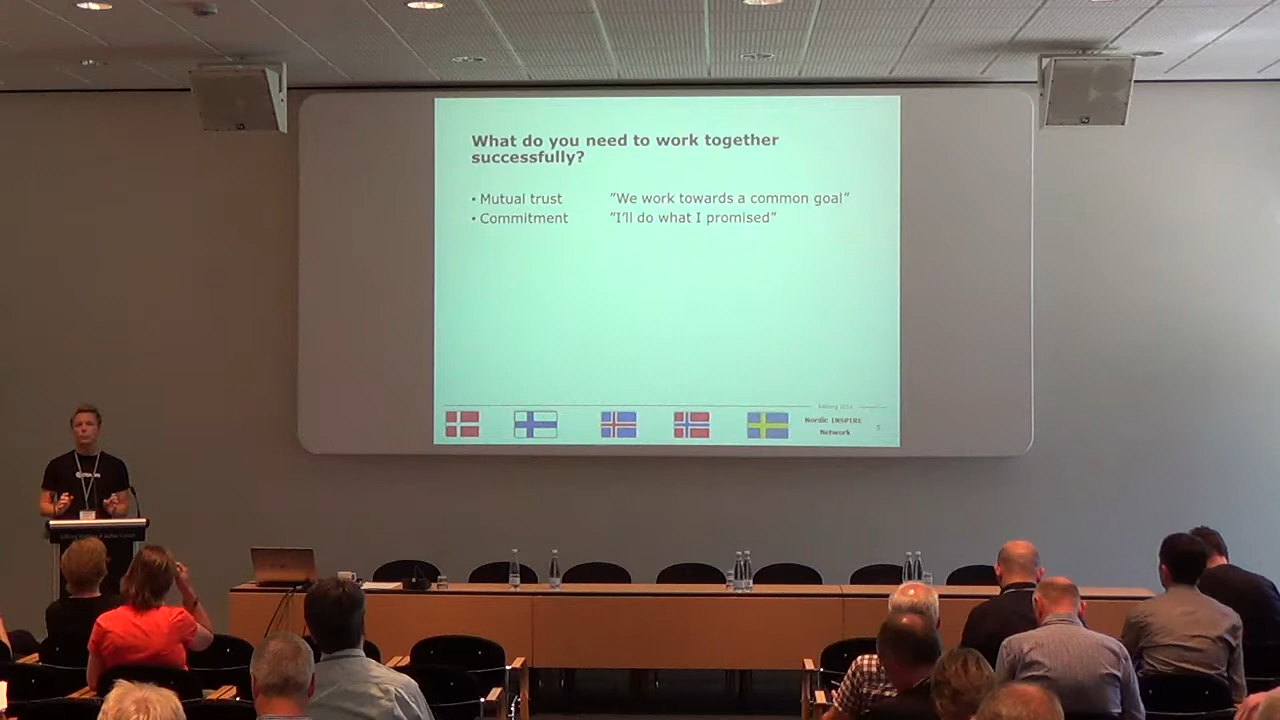 What do you need to work together
successfully?
• Mutual trust "We work towards a common goal"
• Commitment "I'll do what I promised"
Nordic INSPIRE
Network
5